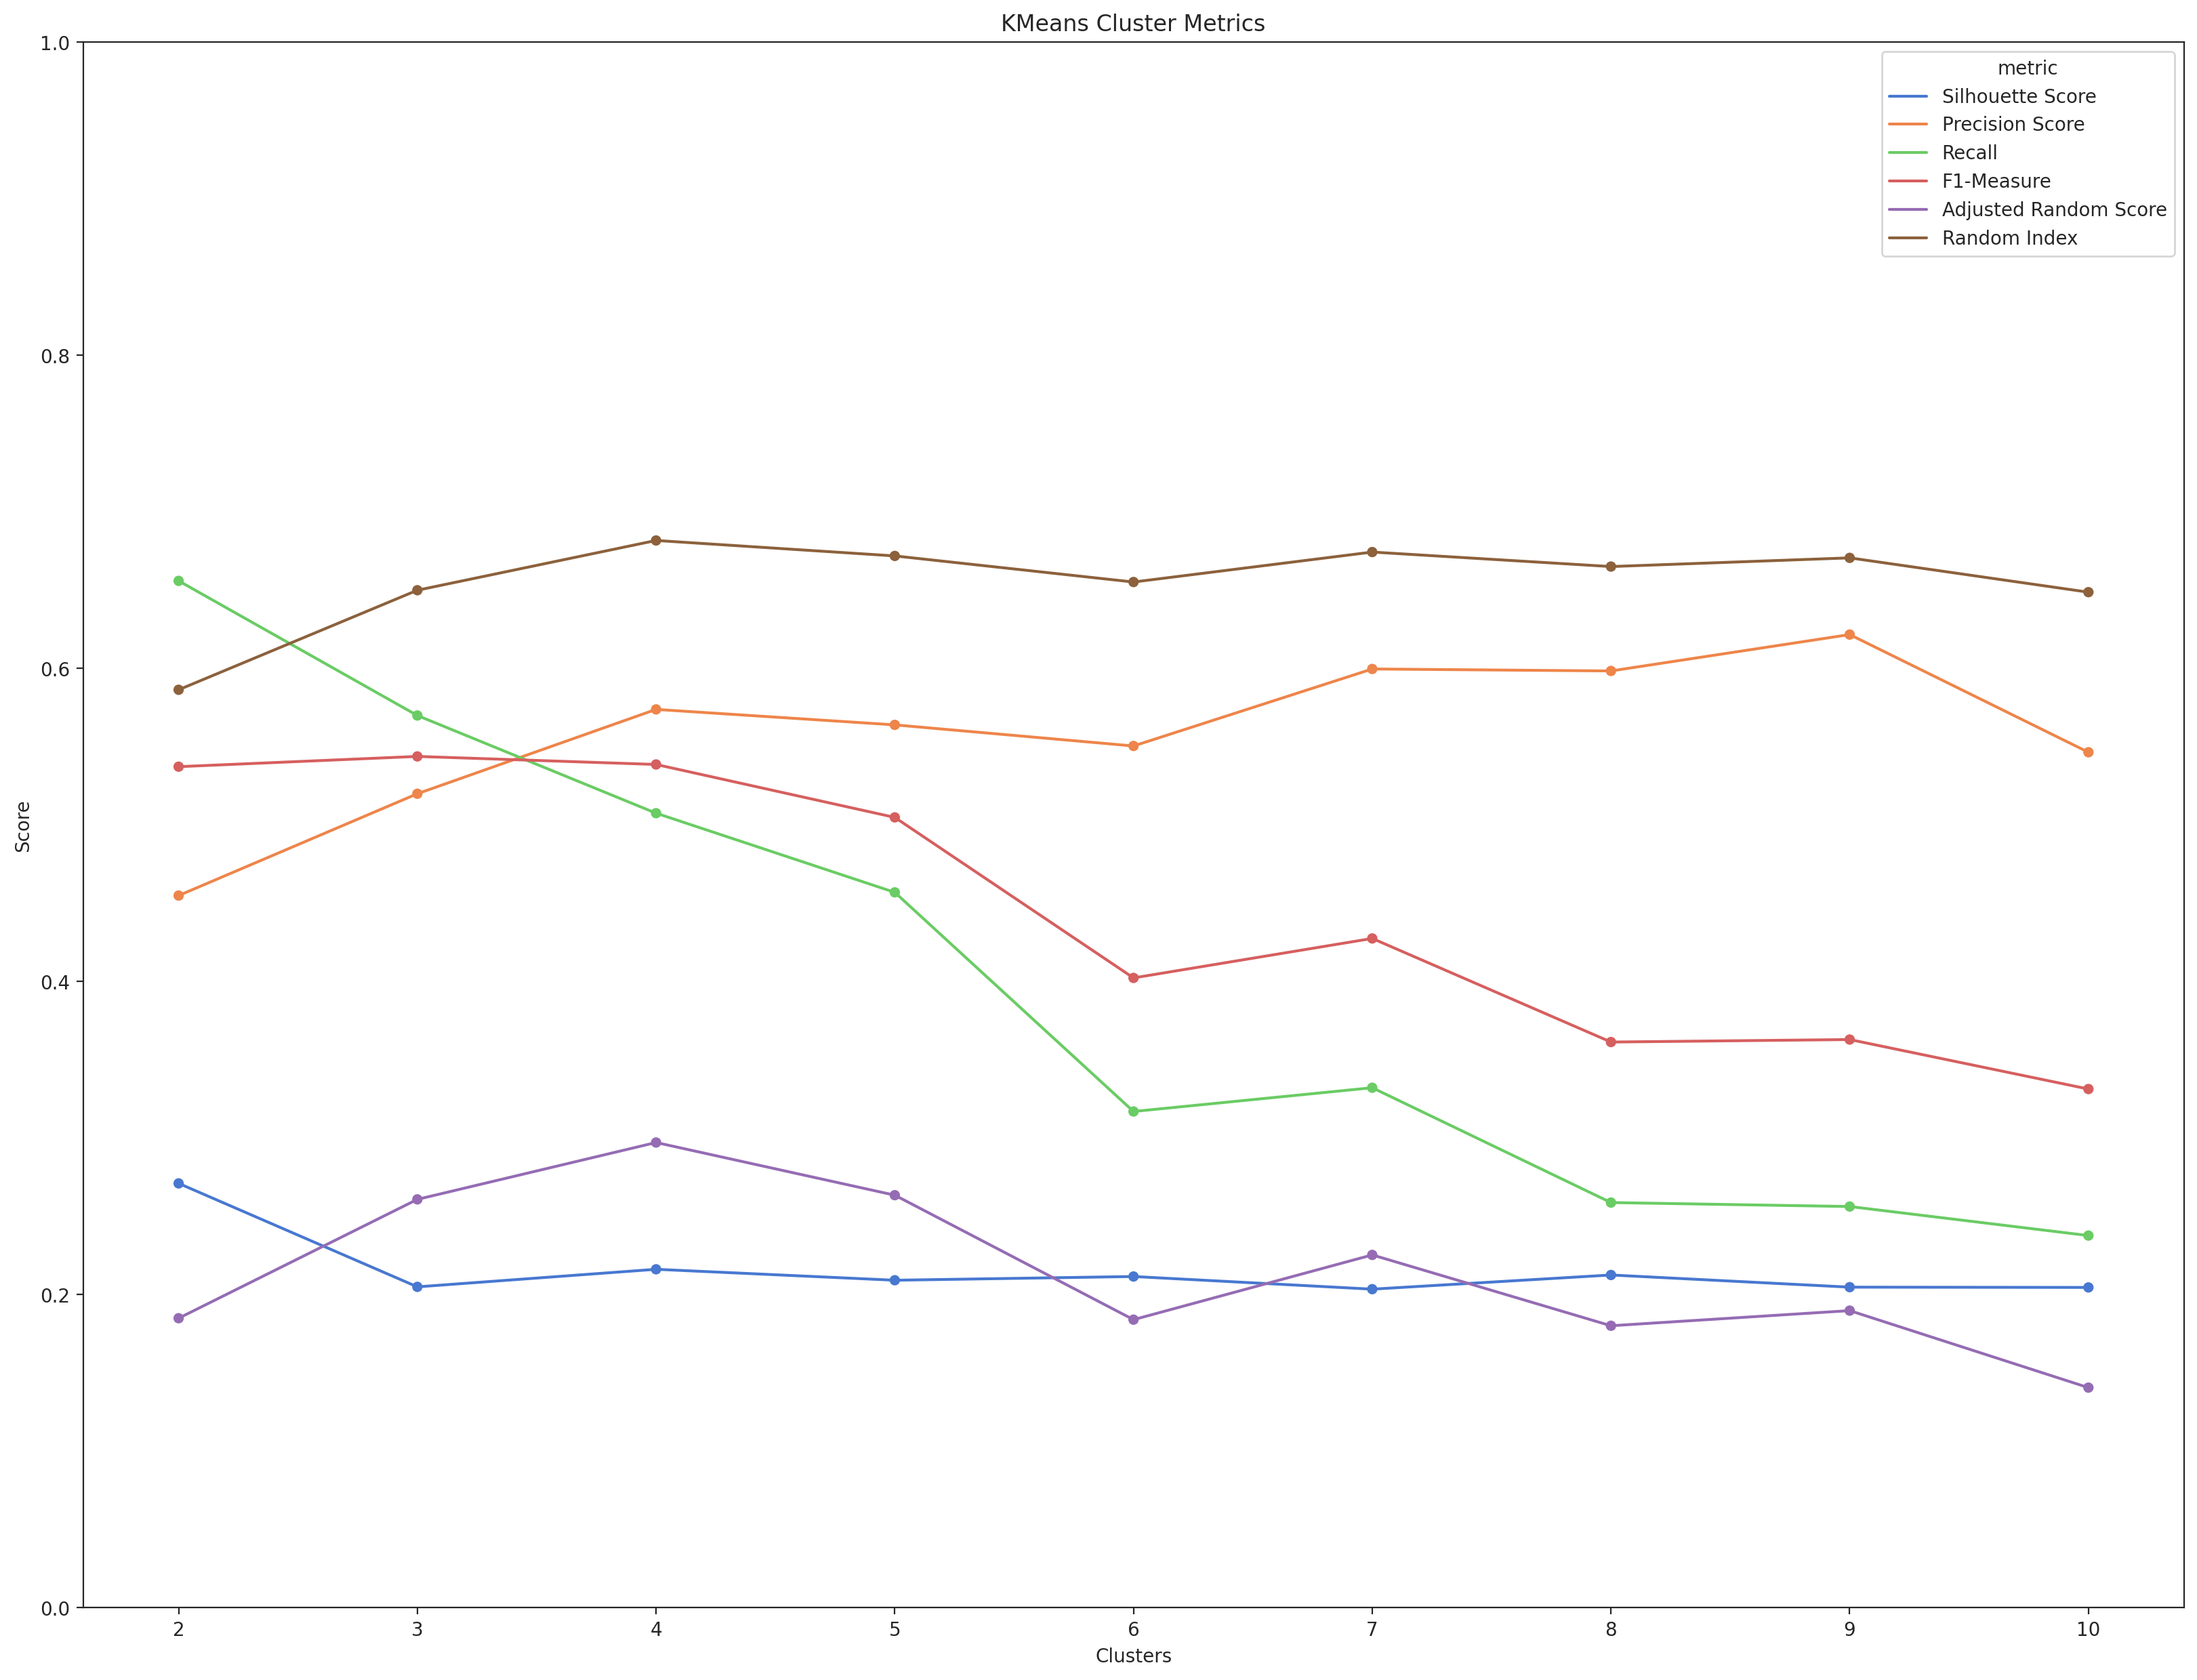 KMeans Cluster Metrics
1.0
0.8
0.6
0.4
0.2
0.0
Score
metric
Silhouette Score
Precision Score
Recall
F1-Measure
Adjusted Random Score
Random Index
2 3 4 5 6 7 8 9 10
Clusters